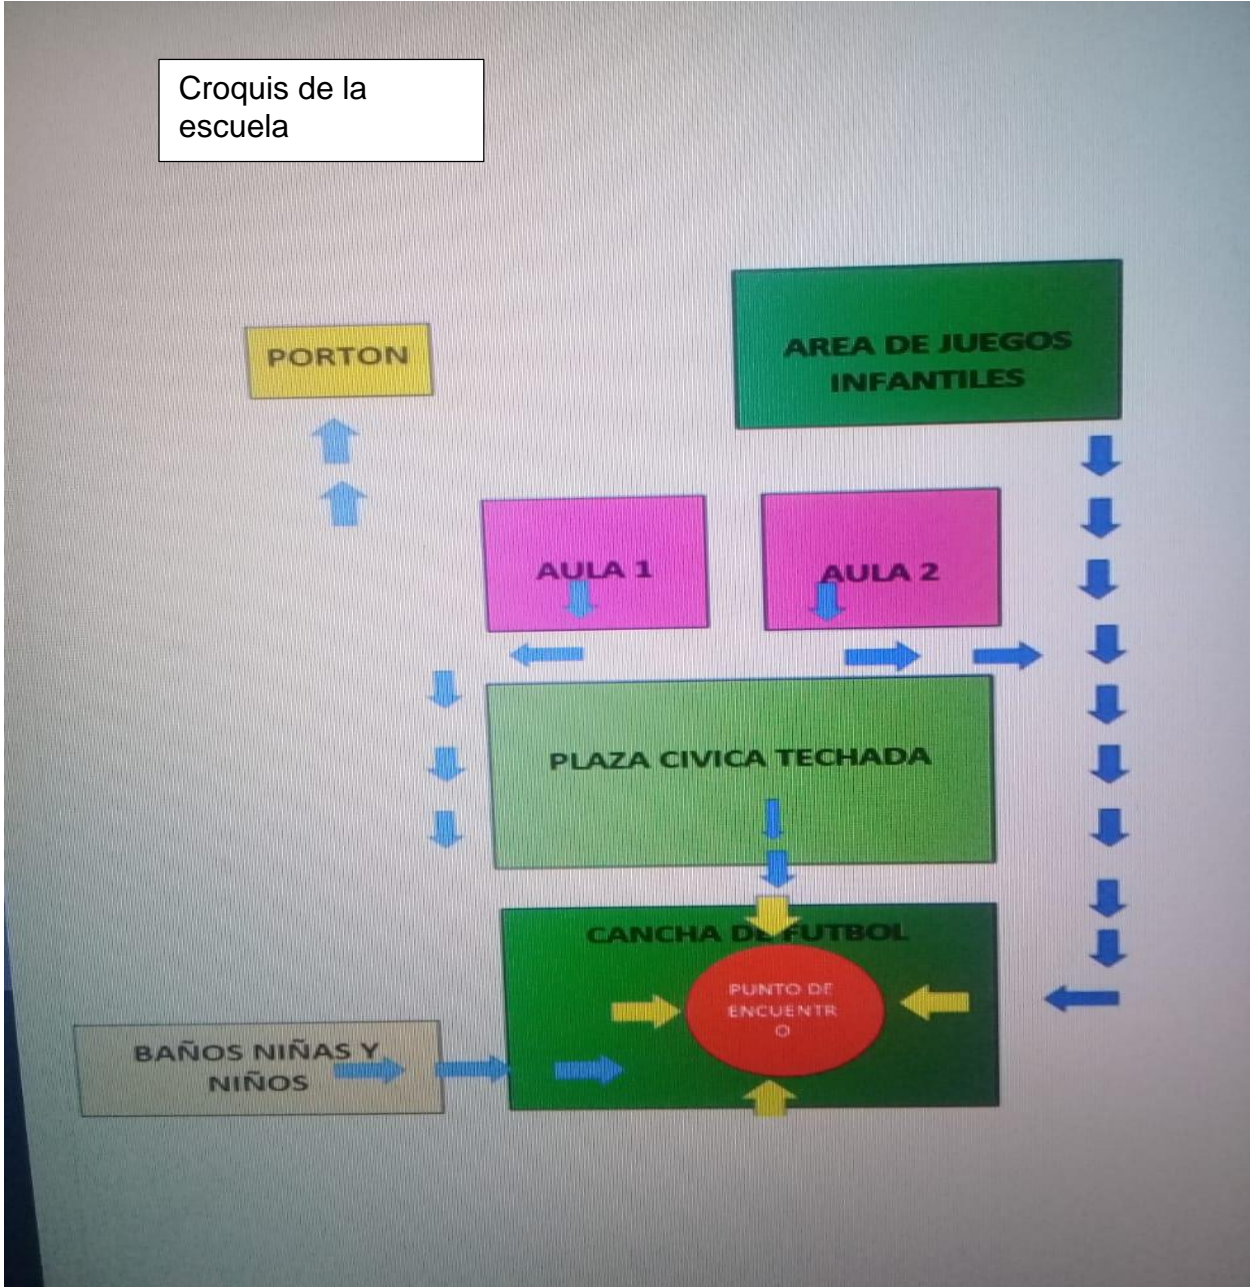 Croquis de la
escuela
PORTON
AREA DE JUEGOS
INFANTILES
AULA 1
AULA 2
PLAZA CIVICA TECHADA
CANCHA DE FUTBOL
PUNTO DE
ENCUENTR
O
BAÑOS NIÑAS Y
NIÑOS